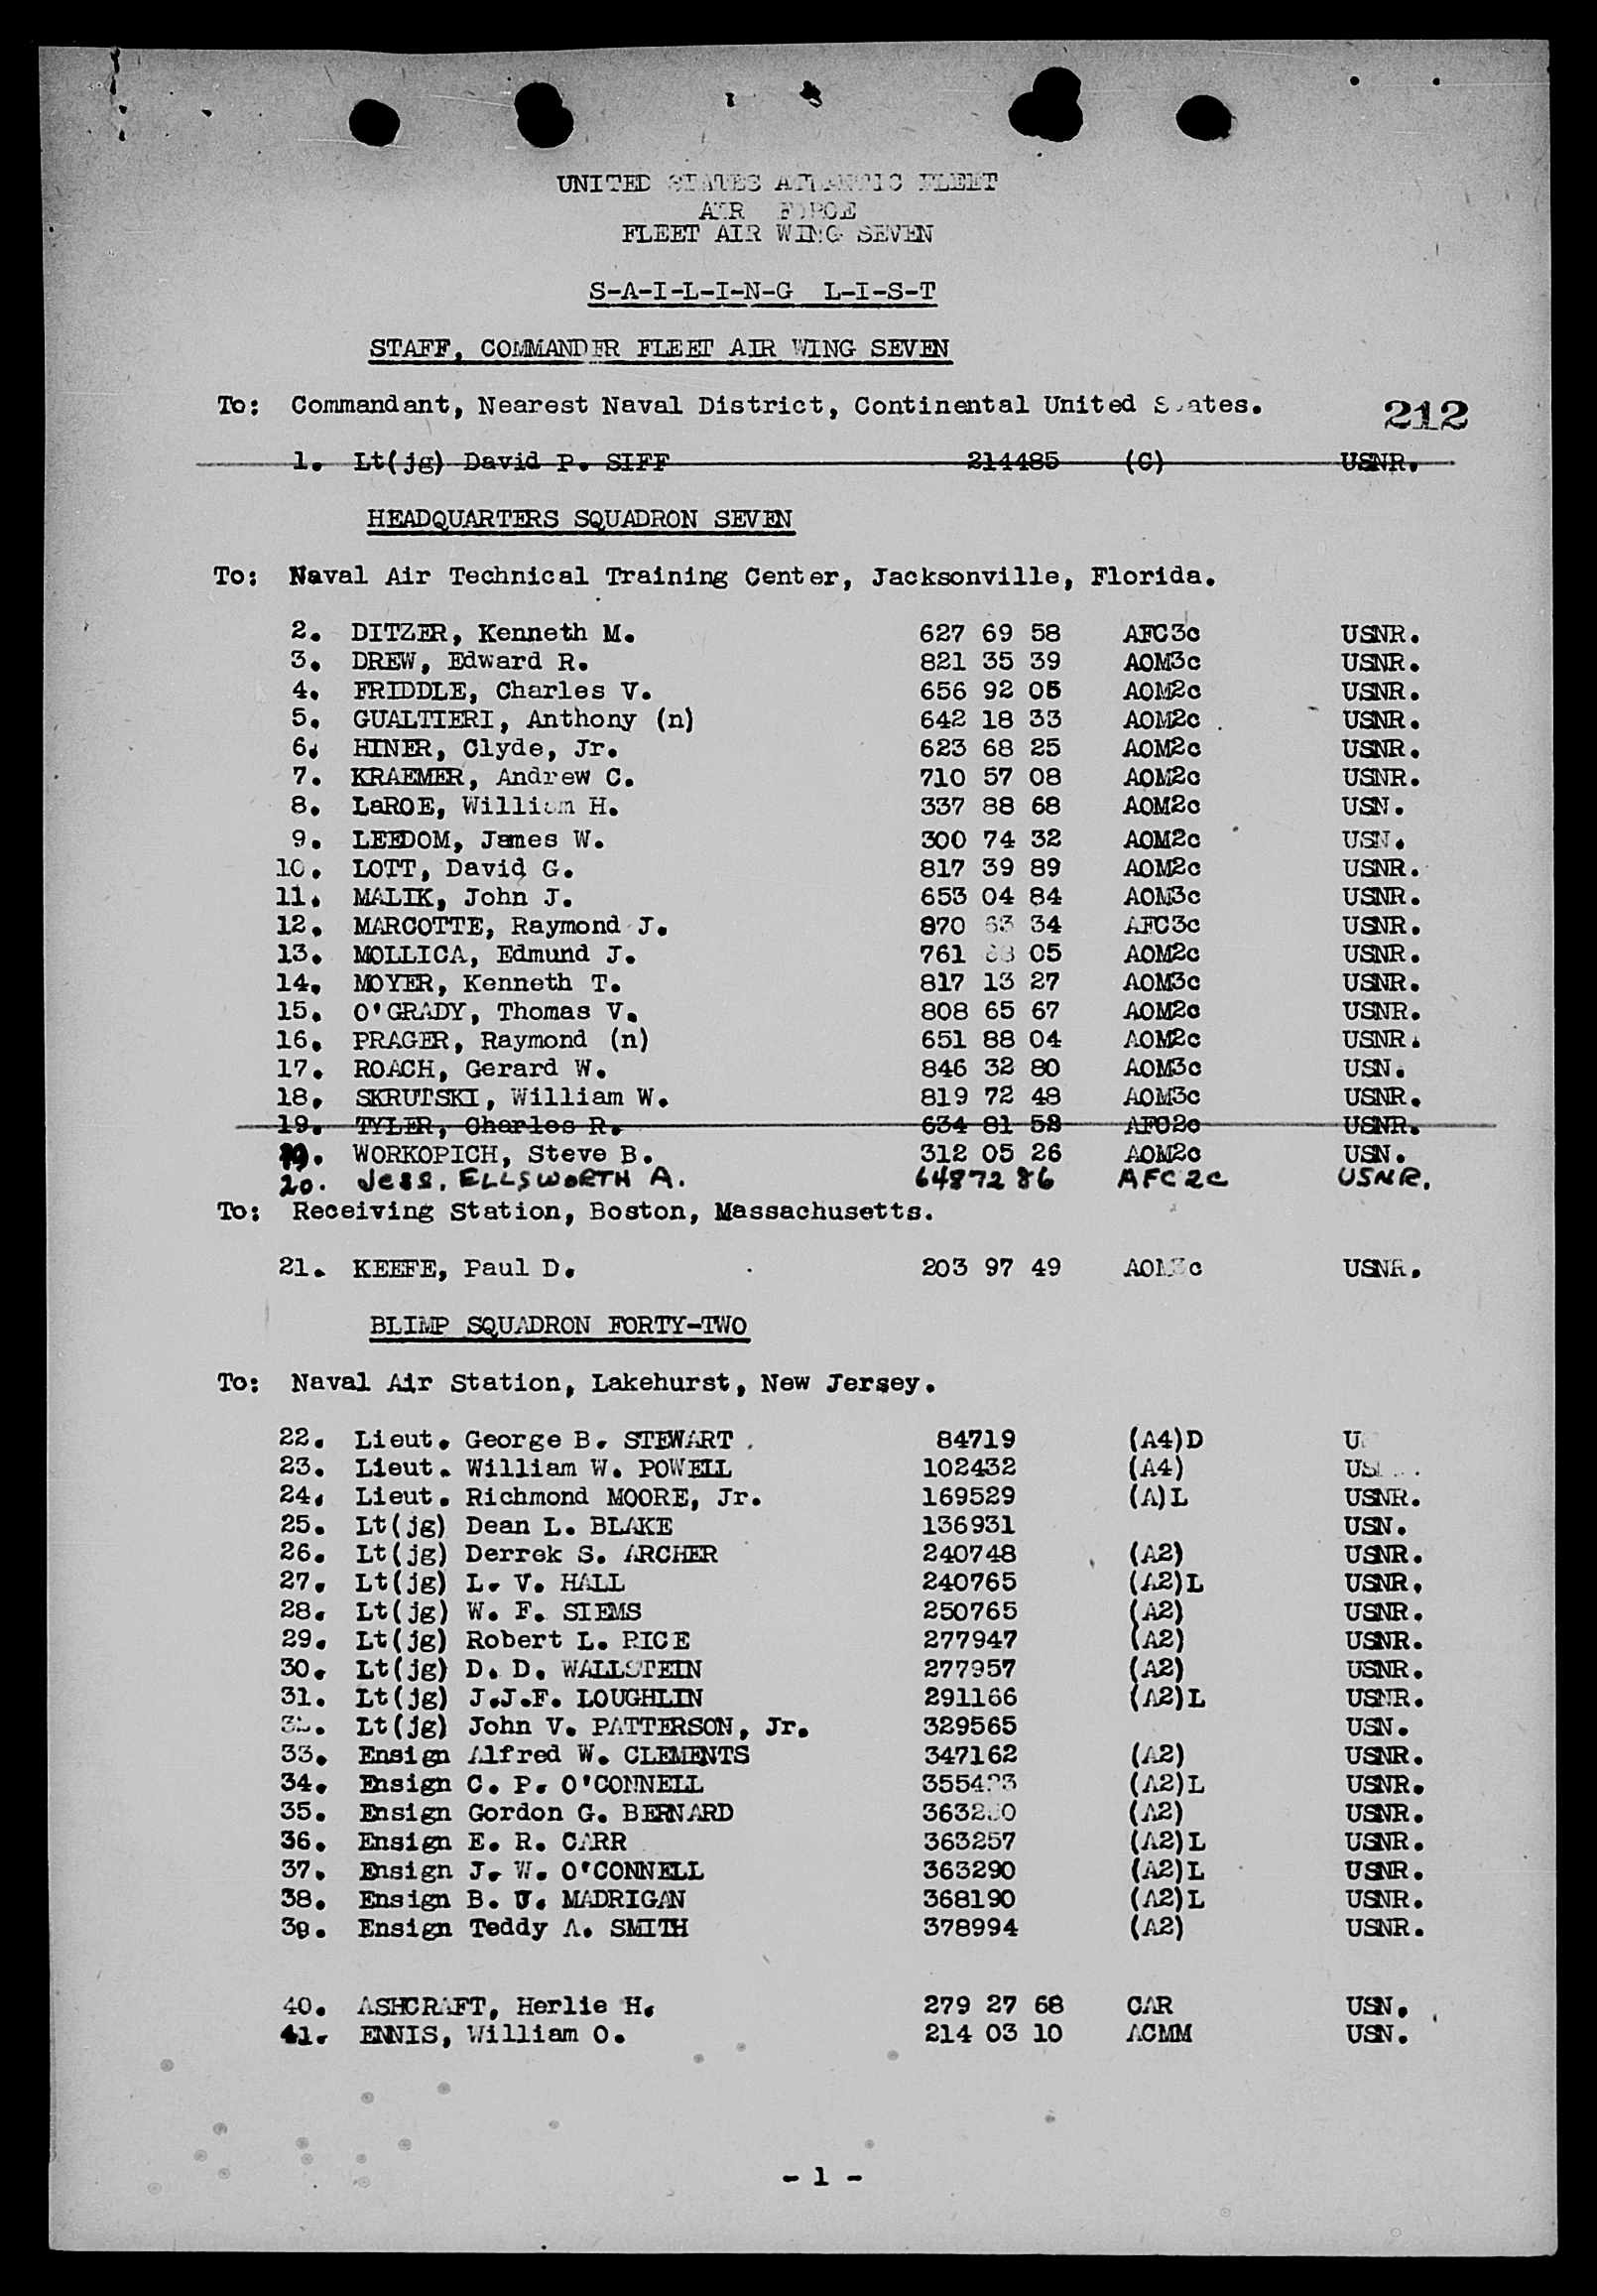 UNITED STATES ATLANTIC FLEET
AIR FORCE
FLEET AIR WING SEVEN
S-A-I-L-I-N-G L-I-S-T
STAFF, COMMANDER FLEET AIR WING SEVEN
To: Commandant, Nearest Naval District, Continental United States.
212
1. Lt(jg) David P. SIFF 214485 (C) USNR.
HEADQUARTERS SQUADRON SEVEN
To: Naval Air Technical Training Center, Jacksonville, Florida.
2. DITZER, Kenneth M. 627 69 58 AFC3c USNR.
3. DREW, Edward R. 821 35 39 AOM3c USNR.
4. FRIDDLE, Charles V. 656 92 05 AOM2c USNR.
5. GUALTIERI, Anthony (n) 642 18 33 AOM2c USNR.
6. HINER, Clyde, Jr. 623 68 25 AOM2c USNR.
7. KRAEMER, Andrew C. 710 57 08 AOM2c USNR.
8. LaROE, William H. 337 88 68 AOM2c USN.
9. LEEDOM, James W. 300 74 32 AOM2c USN.
10. LOTT, David G. 817 39 89 AOM2c USNR.
11. MALIK, John J. 653 04 84 AOM3c USNR.
12. MARCOTTE, Raymond J. 870 63 34 AFC3c USNR.
13. MOLLICA, Edmund J. 761 05 AOM2c USNR.
14. MOYER, Kenneth T. 817 13 27 AOM3c USNR.
15. O'GRADY, Thomas V. 808 65 67 AOM2c USNR.
16. PRAGER, Raymond (n) 651 88 04 AOM2c USNR.
17. ROACH, Gerard W. 846 32 80 AOM3c USN.
18. SKRUTSKI, William W. 819 72 48 AOM3c USNR.
19. TYLER, Charles R. 634 81 58 AFC2c USNR.
19. WORKOPICH, Steve B. 312 05 26 AOM2c USN.
20. Jess, ELLSWORTH A. 648 72 86 AFC 2c USNR.
To: Receiving Station, Boston, Massachusetts.
21. KEEFE, Paul D. 203 97 49 AOM3c USNR.
BLIMP SQUADRON FORTY-TWO
To: Naval Air Station, Lakehurst, New Jersey.
22. Lieut. George B. STEWART 84719 (A4)D
23. Lieut. William W. POWELL 102432 (A4)
24. Lieut. Richmond MOORE, Jr. 169529 (A)L USNR.
25. Lt(jg) Dean L. BLAKE 136931 USN.
26. Lt(jg) Derrek S. ARCHER 240748 (A2) USNR.
27. Lt(jg) L. V. HALL 240765 (A2)L USNR.
28. Lt(jg) W. F. SIEMS 250765 (A2) USNR.
29. Lt(jg) Robert L. RICE 277947 (A2) USNR.
30. Lt(jg) D. D. WALLSTEIN 277957 (A2) USNR.
31. Lt(jg) J.J.F. LOUGHLIN 291166 (A2)L USNR.
32. Lt(jg) John V. PATTERSON, Jr. 329565 USN.
33. Ensign Alfred W. CLEMENTS 347162 (A2) USNR.
34. Ensign C. P. O'CONNELL (A2)L USNR.
35. Ensign Gordon G. BERNARD (A2) USNR.
36. Ensign E. R. CARR 363257 (A2)L USNR.
37. Ensign J. W. O'CONNELL 363290 (A2)L USNR.
38. Ensign B. J. MADRIGAN 368190 (A2)L USNR.
39. Ensign Teddy A. SMITH 378994 (A2) USNR.
40. ASHCRAFT, Herlie H. 279 27 68 CAR USN.
41. ENNIS, William O. 214 03 10 ACMM USN.
- 1 -